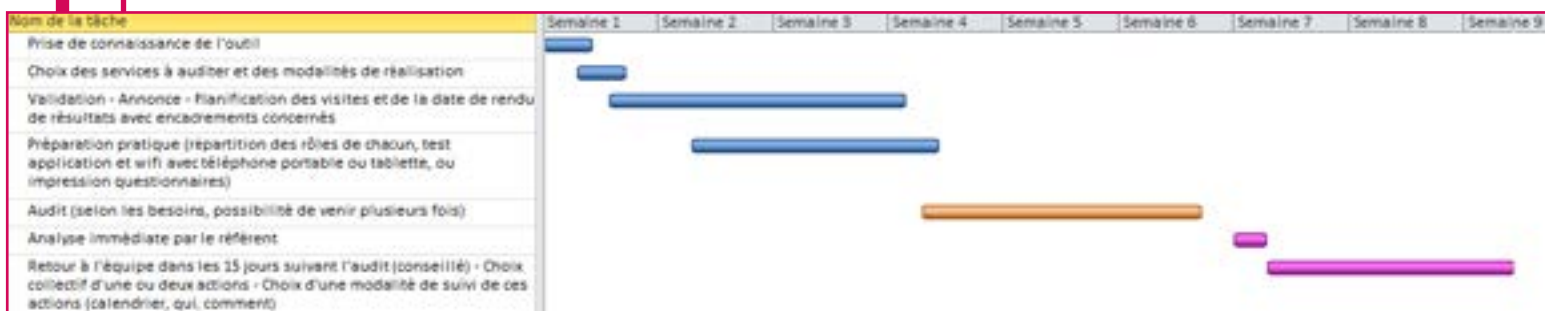 Nom de la tâche
Semaine 1 Semaine 2 Semaine 3 Semaine 4 Semaine 5 Semaine 6 Semaine 7 Semaine 8 Semaine 9
Prise de connaissance de l'outil
Choix des services à auditer et des modalités de réalisation
Validation - Annonce - Planification des visites et de la date de rendu
de résultats avec encadrements concernés
Préparation pratique (répartition des rôles de chacun, test
application et wifi avec téléphone portable ou tablette, ou
impression questionnaires)
Audit (selon les besoins, possibilité de venir plusieurs fois)
Analyse immédiate par le référent
Retour à l'équipe dans les 15 jours suivant l'audit (conseillé) - Choix
collectif d'une ou deux actions - Choix d'une modalité de suivi de ces
actions (calendrier, qui, comment)